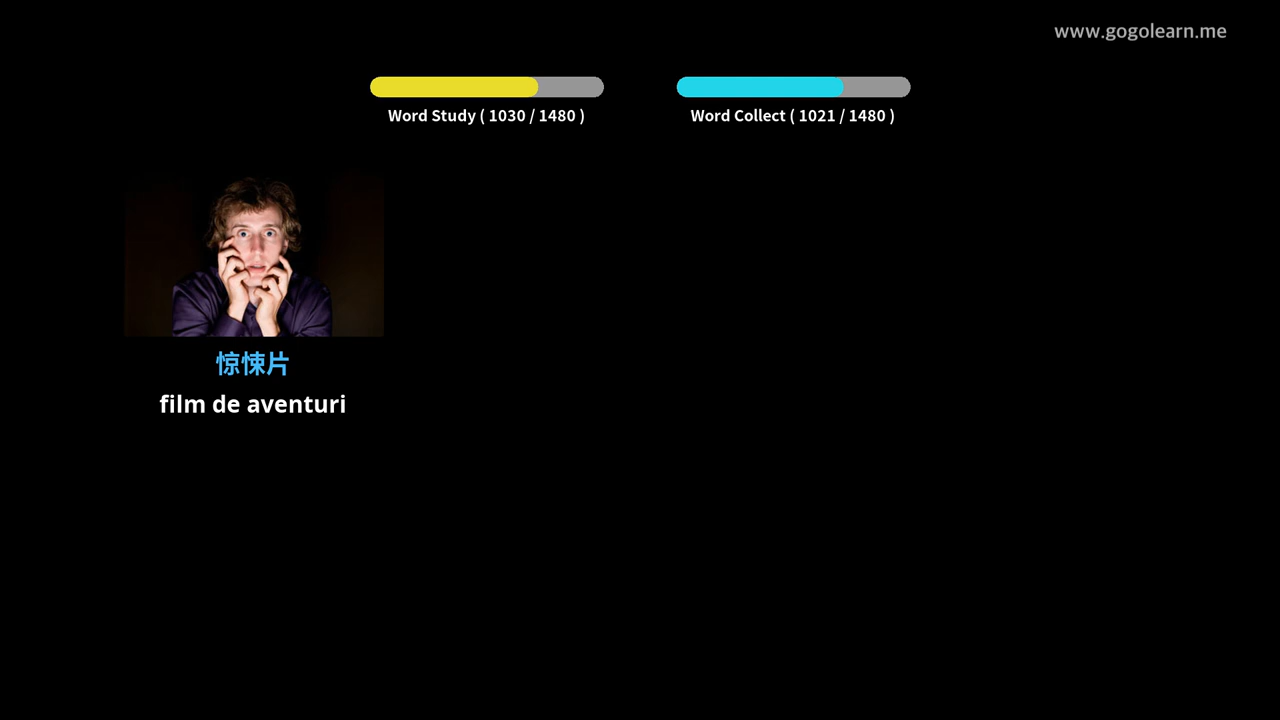 www.gogolearn.me
Word Study ( 1030 / 1480 )
Word Collect ( 1021 / 1480 )
惊悚片
film de aventuri